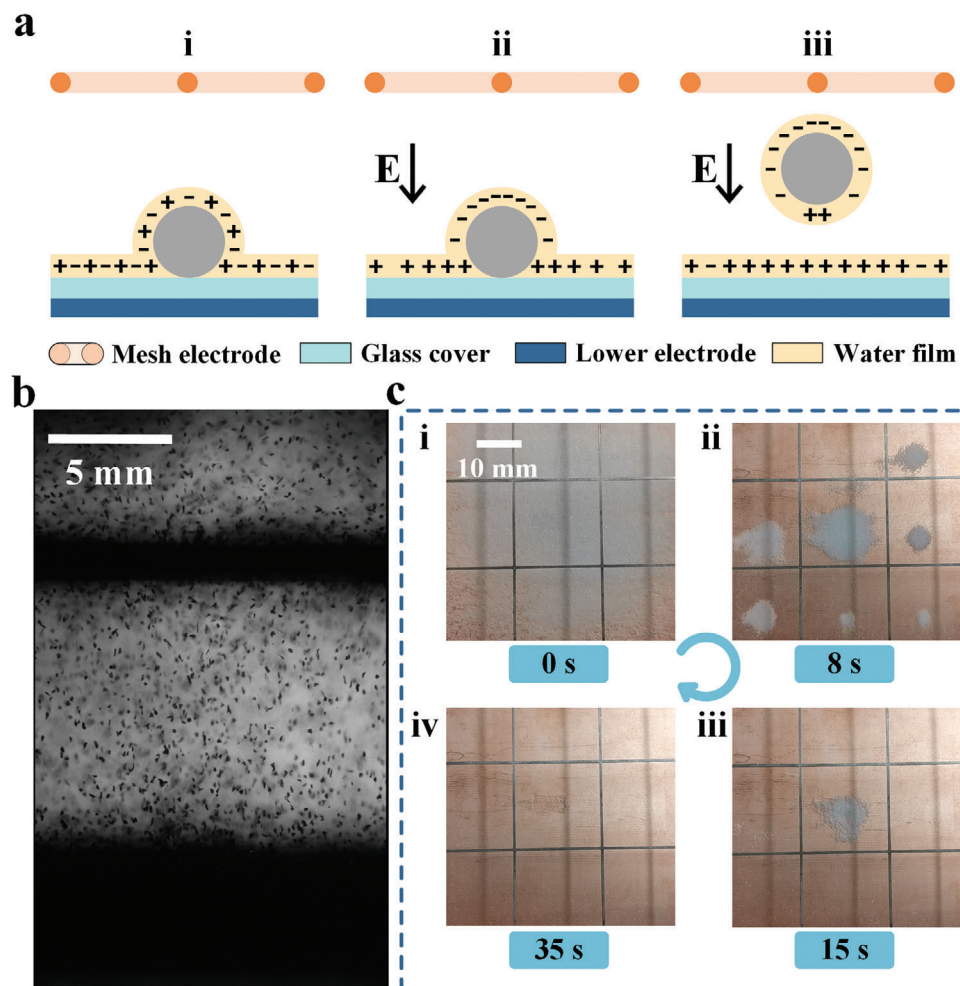 a
i
ii
iii
E
E
+-+-+-+-
+-+-+-+-
+ +++++
+++++ +
+-++++++++++-+
++
Mesh electrode
Glass cover
Lower electrode
Water film
b
5 mm
c
i
10 mm
ii
0 s
8 s
iv
iii
35 s
15 s